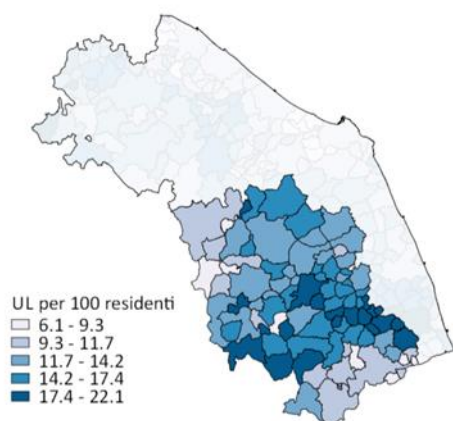 UL per 100 residenti
6.1 - 9.3
9.3 - 11.7
11.7 - 14.2
14.2 - 17.4
17.4 - 22.1